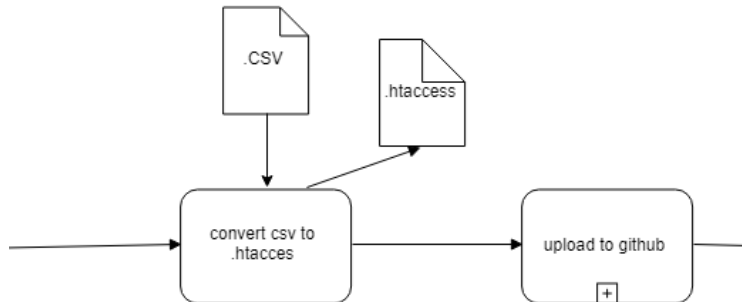 .CSV
.htaccess
convert csv to
.htacces
upload to github
+